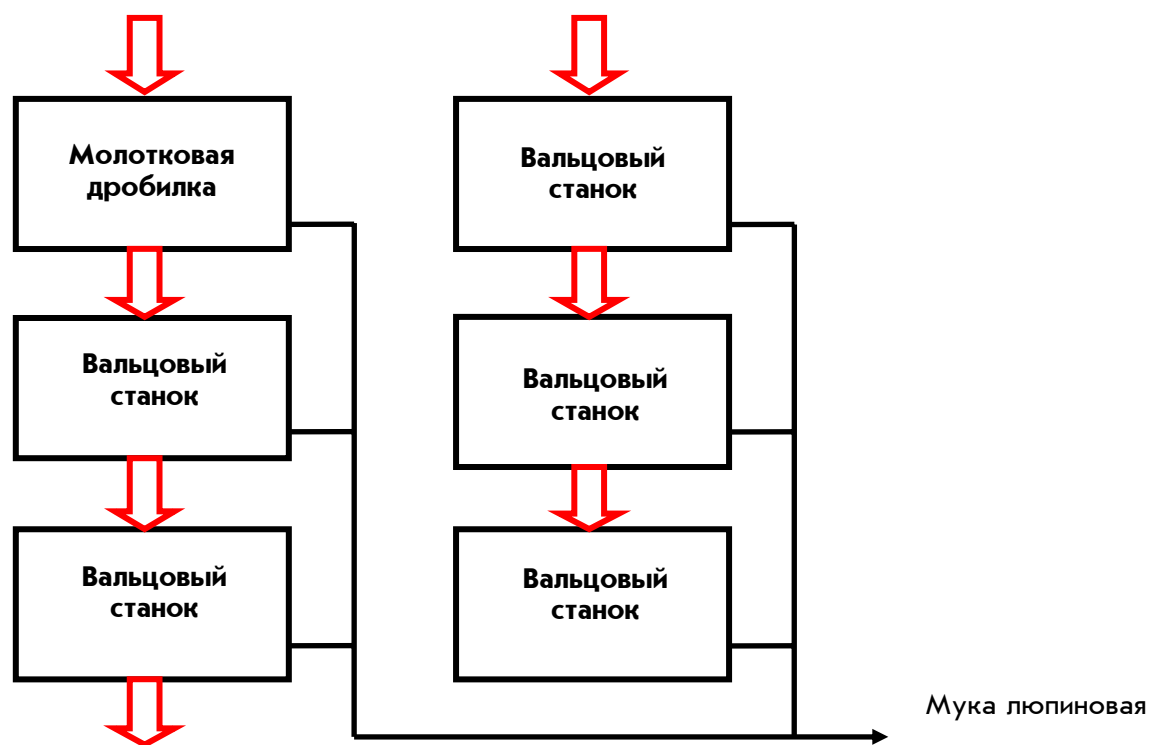 Молотковая
дробилка
Вальцовый
станок
Вальцовый
станок
Вальцовый
станок
Вальцовый
станок
Вальцовый
станок
Мука люпиновая